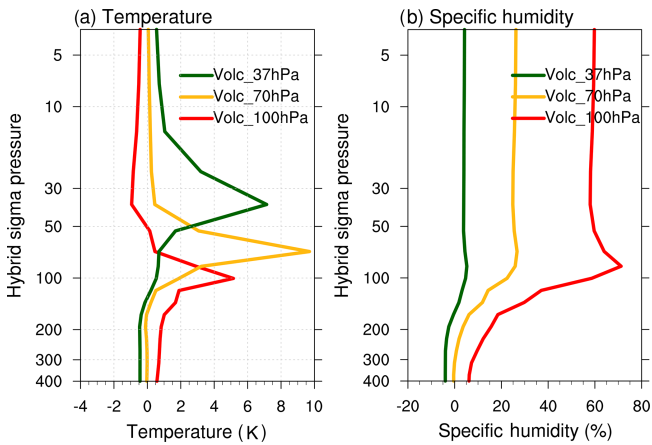 (a) Temperature
Hybrid sigma pressure
5
10
30
50
100
200
300
400
Volc_37hPa
Volc_70hPa
Volc_100hPa
-4 -2 0 2 4 6 8 10
Temperature (K)
(b) Specific humidity
Hybrid sigma pressure
5
10
30
50
100
200
300
400
Volc_37hPa
Volc_70hPa
Volc_100hPa
-20 0 20 40 60 80
Specific humidity (%)